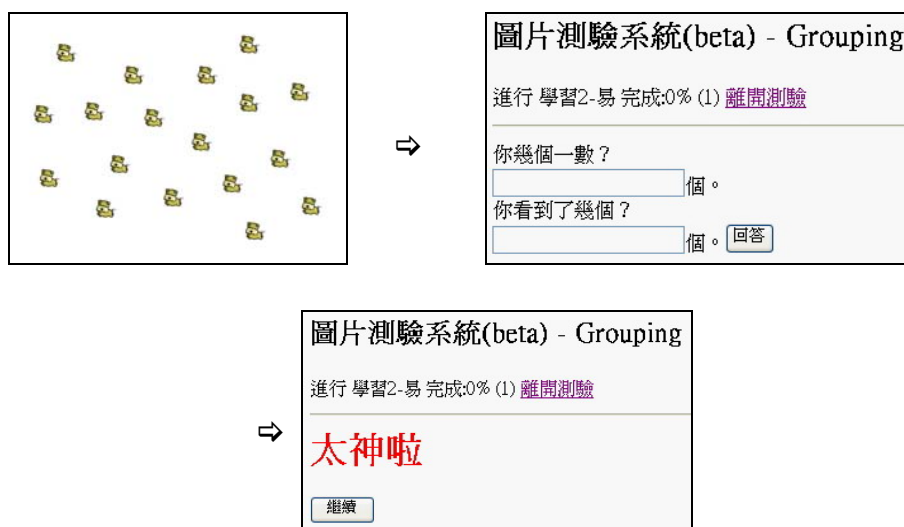 圖片測驗系統(beta) - Grouping
進行 學習2-易 完成:0% (1) 離開測驗
你幾個一數？
個。
你看到了幾個？
個。 回答
圖片測驗系統(beta) - Grouping
進行 學習2-易 完成:0% (1) 離開測驗
太神啦
繼續